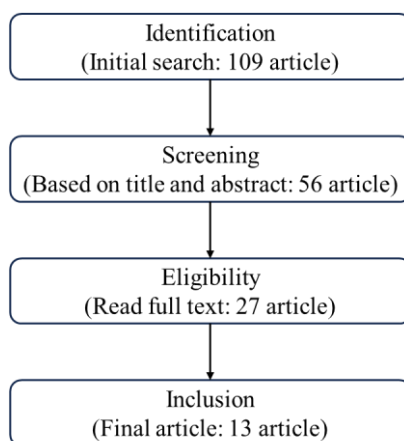 Identification
(Initial search: 109 article)
Screening
(Based on title and abstract: 56 article)
Eligibility
(Read full text: 27 article)
Inclusion
(Final article: 13 article)